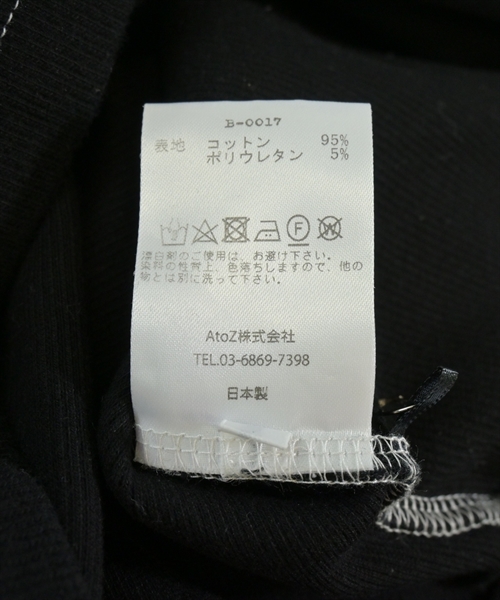 B-0017
表地 コットン 95%
ポリウレタン 5%
漂白剤のご使用は、お避け下さい。
染料の性質上、色落ちしますので、他の
物とは別に洗って下さい。
AtoZ株式会社
TEL.03-6869-7398
日本製